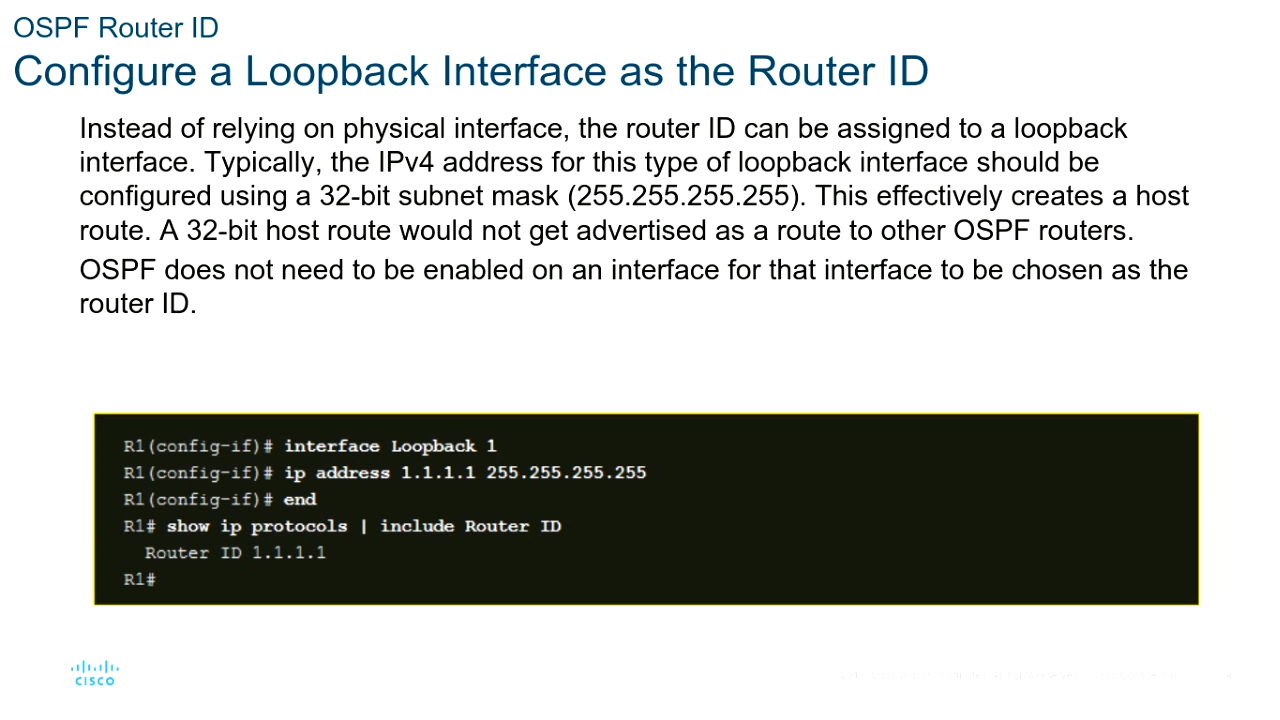 OSPF Router ID
Configure a Loopback Interface as the Router ID
Instead of relying on physical interface, the router ID can be assigned to a loopback
interface. Typically, the IPv4 address for this type of loopback interface should be
configured using a 32-bit subnet mask (255.255.255.255). This effectively creates a host
route. A 32-bit host route would not get advertised as a route to other OSPF routers.
OSPF does not need to be enabled on an interface for that interface to be chosen as the
router ID.
R1(config-if)# interface Loopback 1
R1(config-if)# ip address 1.1.1.1 255.255.255.255
R1(config-if)# end
R1# show ip protocols | include Router ID
Router ID 1.1.1.1
R1#
CISCO